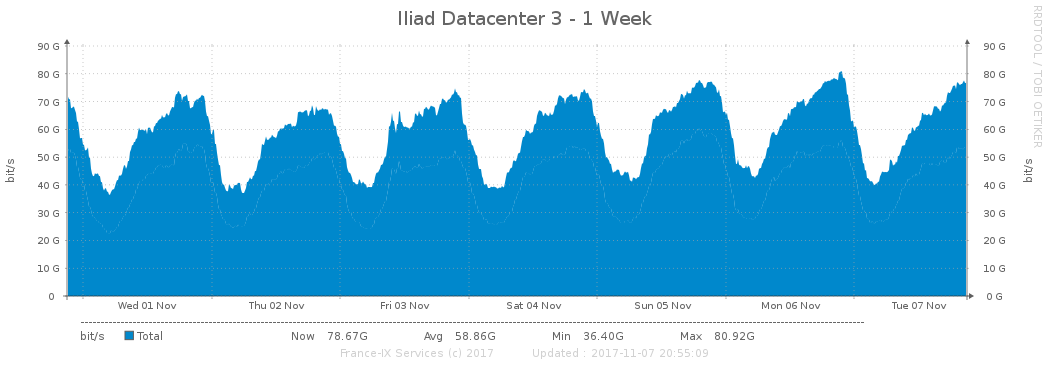 Iliad Datacenter 3 - 1 Week
RRDTOOL / TOBI OETIKER
90 G 90 G
80 G 80 G
70 G 70 G
60 G 60 G
50 G 50 G
40 G 40 G
30 G 30 G
20 G 20 G
10 G 10 G
0 0 G
bit/s bit/s
Wed 01 Nov Thu 02 Nov Fri 03 Nov Sat 04 Nov Sun 05 Nov Mon 06 Nov Tue 07 Nov
bit/s Total Now 78.67G Avg 58.86G Min 36.40G Max 80.92G
France-IX Services (c) 2017 Updated : 2017-11-07 20:55:09